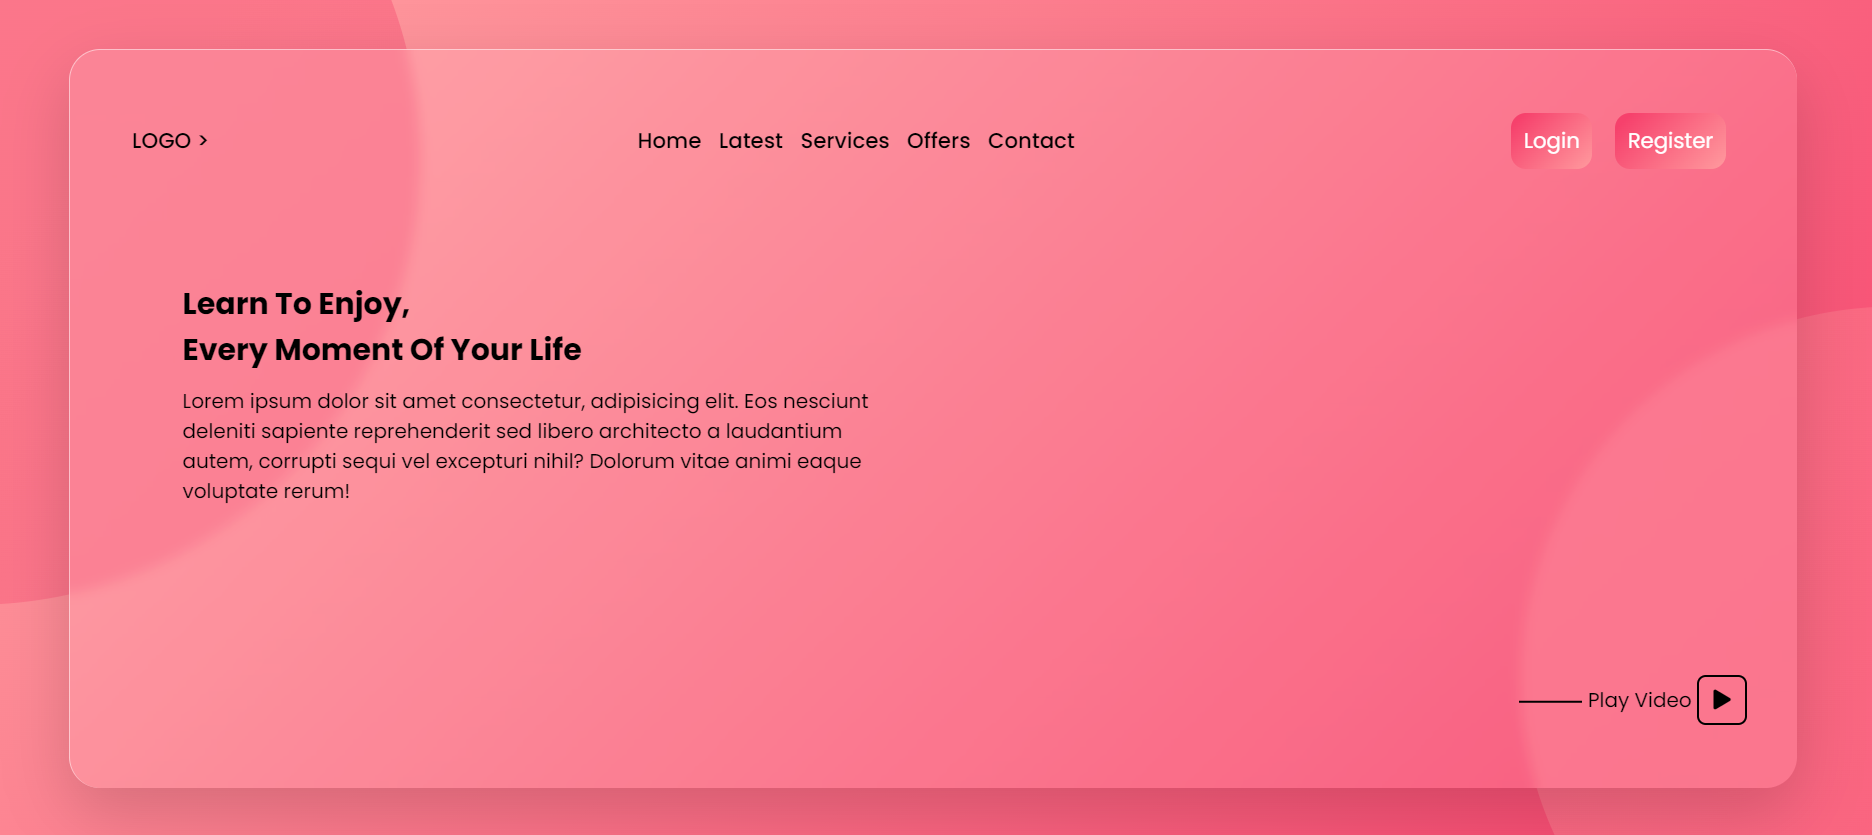 LOGO >
Home Latest Services Offers Contact
Login Register
Learn To Enjoy,
Every Moment Of Your Life
Lorem ipsum dolor sit amet consectetur, adipisicing elit. Eos nesciunt
deleniti sapiente reprehenderit sed libero architecto a laudantium
autem, corrupti sequi vel excepturi nihil? Dolorum vitae animi eaque
voluptate rerum!
Play Video